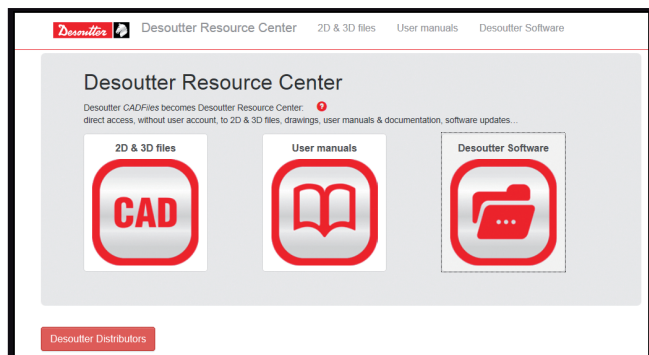 Desoutter Desoutter Resource Center 2D & 3D files User manuals Desoutter Software
Desoutter Resource Center
Desoutter CADFiles becomes Desoutter Resource Center: ?
direct access, without user account, to 2D & 3D files, drawings, user manuals & documentation, software updates...
2D & 3D files User manuals Desoutter Software
CAD
Desoutter Distributors